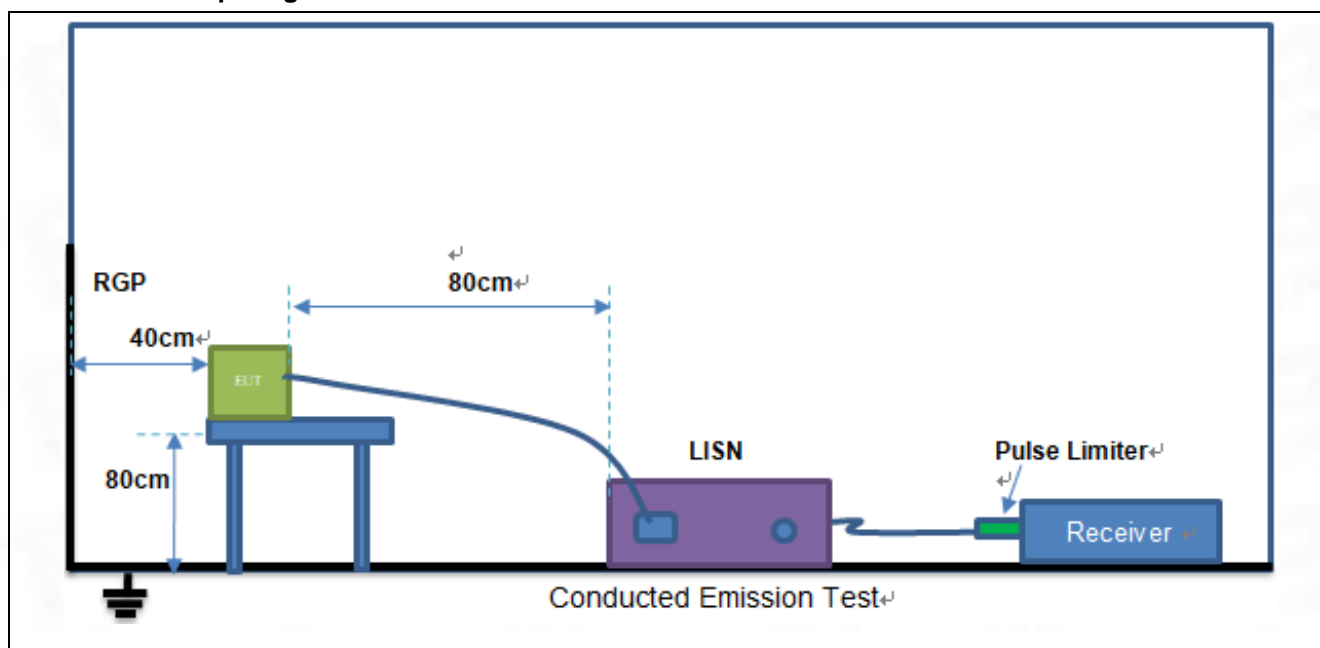 RGP
↵
80cm↵
40cm↵
EUT
80cm
LISN
Pulse Limiter↵
↵
Receiver ↵
Conducted Emission Test↵